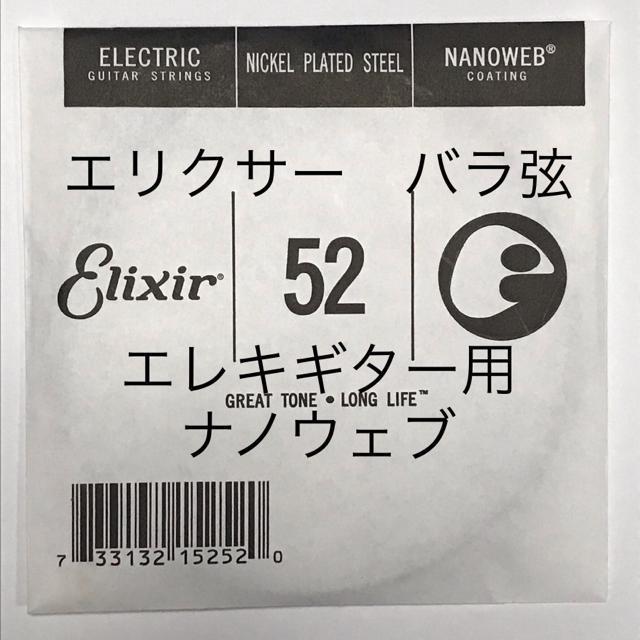 ELECTRIC
GUITAR STRINGS
NICKEL PLATED STEEL
NANOWEB®
COATING
エリクサー　バラ弦
Elixir®
52
エレキギター用
GREAT TONE • LONG LIFE™
ナノウェブ
7 33132 15252 0